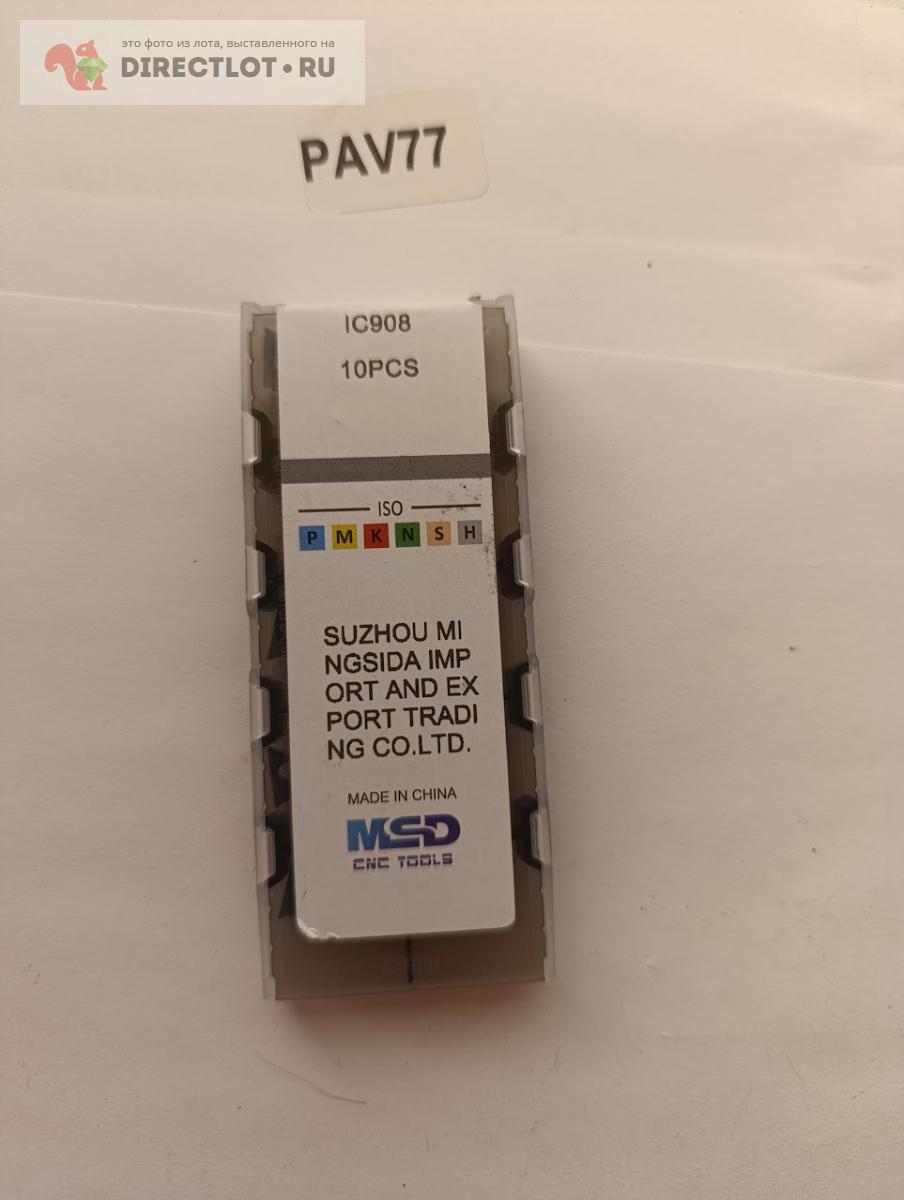 это фото из лота, выставленного на
DIRECTLOT•RU
PAV77
IC908
10PCS
ISO
P M K N S H
SUZHOU MI
NGSIDA IMP
ORT AND EX
PORT TRADI
NG CO.LTD.
MADE IN CHINA
MSD
CNC TOOLS